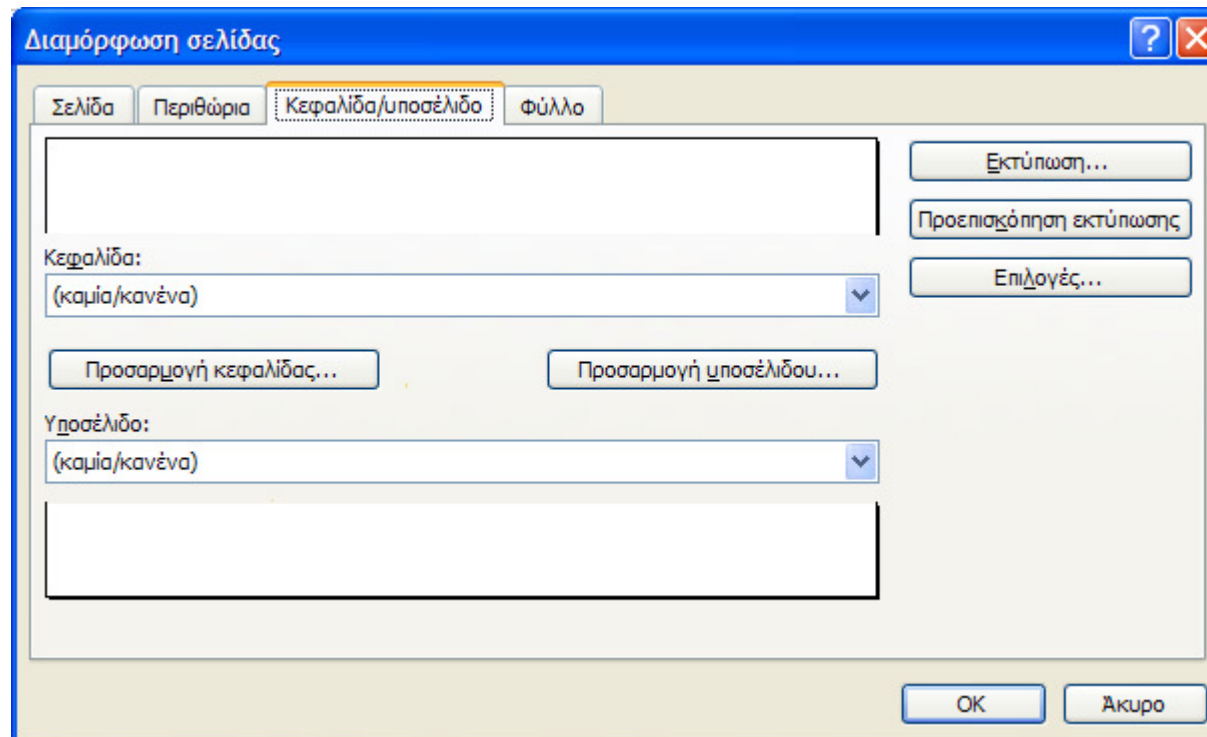 Διαμόρφωση σελίδας
Σελίδα Περιθώρια Κεφαλίδα/υποσέλιδο Φύλλο
Εκτύπωση...
Προεπισκόπηση εκτύπωσης
Επιλογές...
Κεφαλίδα:
(καμία/κανένα)
Προσαρμογή κεφαλίδας... Προσαρμογή υποσέλιδου...
Υποσέλιδο:
(καμία/κανένα)
OK Άκυρο